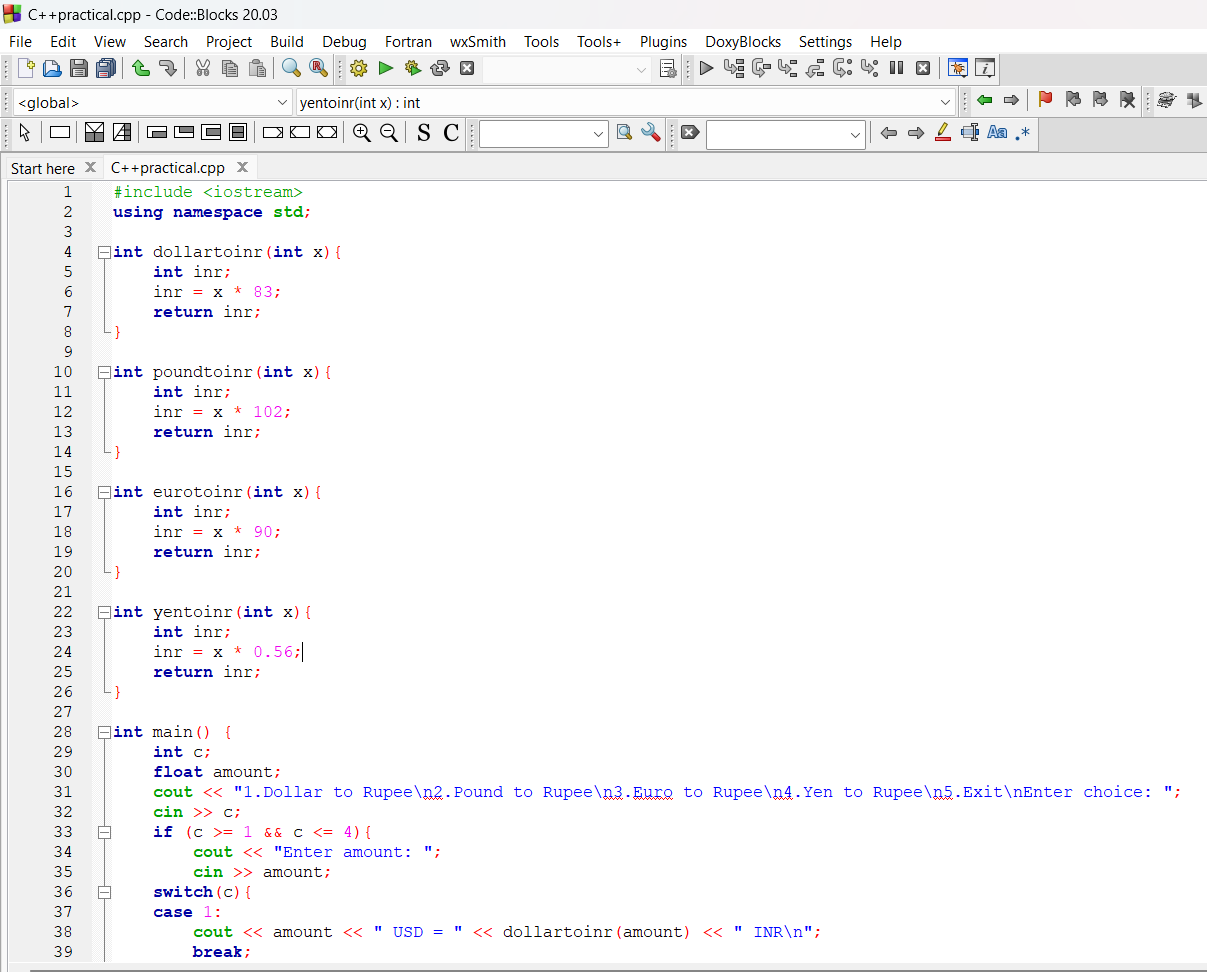 C++practical.cpp - Code::Blocks 20.03
File Edit View Search Project Build Debug Fortran wxSmith Tools Tools+ Plugins DoxyBlocks Settings Help
<global> yentoinr(int x) : int
S C Aa .*
Start here X C++practical.cpp X
1 #include <iostream>
2 using namespace std;
3
4 int dollartoinr(int x){
5     int inr;
6     inr = x * 83;
7     return inr;
8 }
9
10 int poundtoinr(int x){
11     int inr;
12     inr = x * 102;
13     return inr;
14 }
15
16 int eurotoinr(int x){
17     int inr;
18     inr = x * 90;
19     return inr;
20 }
21
22 int yentoinr(int x){
23     int inr;
24     inr = x * 0.56;
25     return inr;
26 }
27
28 int main() {
29     int c;
30     float amount;
31     cout << "1.Dollar to Rupee\n2.Pound to Rupee\n3.Euro to Rupee\n4.Yen to Rupee\n5.Exit\nEnter choice: ";
32     cin >> c;
33     if (c >= 1 && c <= 4){
34         cout << "Enter amount: ";
35         cin >> amount;
36     switch(c){
37     case 1:
38         cout << amount << " USD = " << dollartoinr(amount) << " INR\n";
39         break;